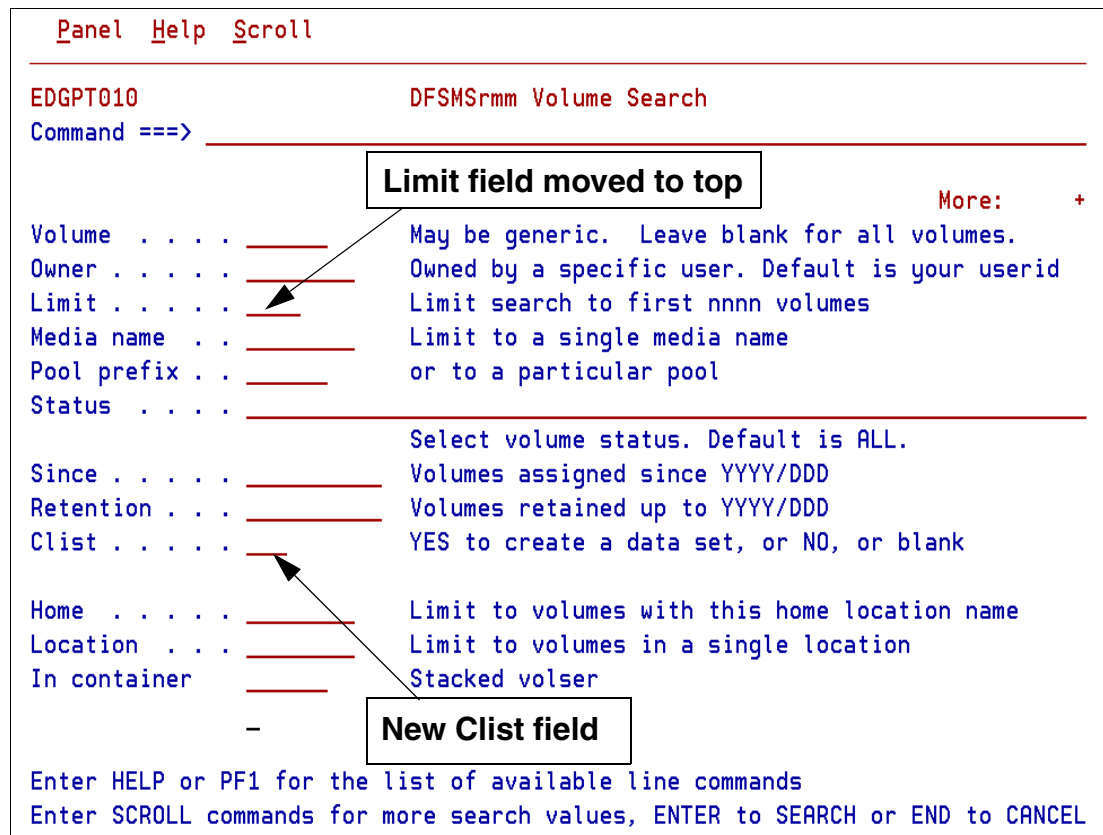 Panel Help Scroll
EDGPT010 DFSMSrmm Volume Search
Command ===>
Limit field moved to top
More: +
Volume . . . . May be generic. Leave blank for all volumes.
Owner . . . . . Owned by a specific user. Default is your userid
Limit . . . . . Limit search to first nnnn volumes
Media name . . Limit to a single media name
Pool prefix . . or to a particular pool
Status . . . .
Select volume status. Default is ALL.
Since . . . . . Volumes assigned since YYYY/DDD
Retention . . . Volumes retained up to YYYY/DDD
Clist . . . . . YES to create a data set, or NO, or blank
Home . . . . . Limit to volumes with this home location name
Location . . . Limit to volumes in a single location
In container Stacked volser
New Clist field
Enter HELP or PF1 for the list of available line commands
Enter SCROLL commands for more search values, ENTER to SEARCH or END to CANCEL